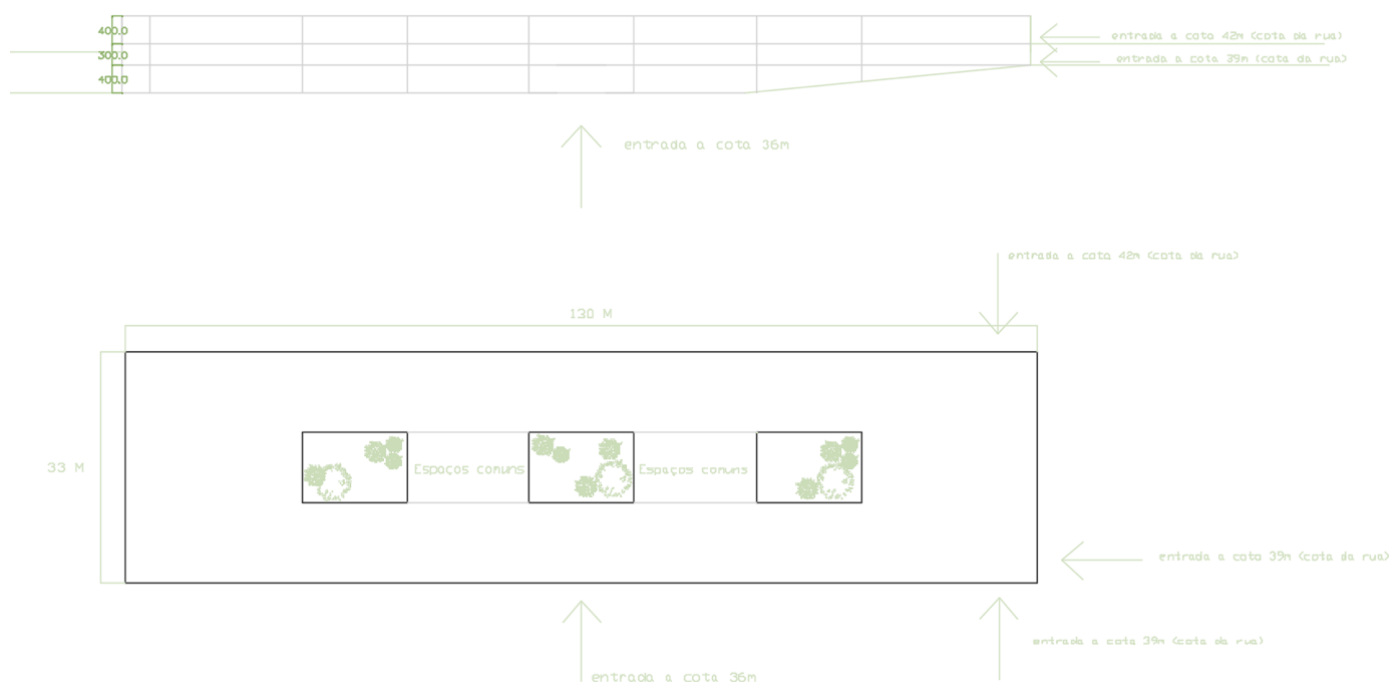 400.0
entrada a cota 42m (cota da rua)
300.0
entrada a cota 39m (cota da rua)
400.0
entrada a cota 36m
entrada a cota 42m (cota da rua)
130 M
33 M
Espaços comuns
Espaços comuns
entrada a cota 39m (cota da rua)
entrada a cota 39m (cota da rua)
entrada a cota 36m